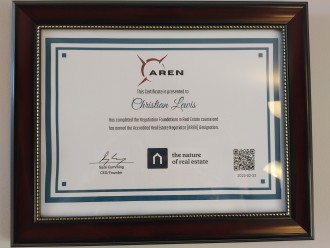 AREN
This Certificate is presented to
Christian Lewis
Has completed the Negotiation Foundations in Real Estate course and
has earned the Accredited Real Estate Negotiator (AREN) Designation.
CEO/Founder
the nature
of real estate